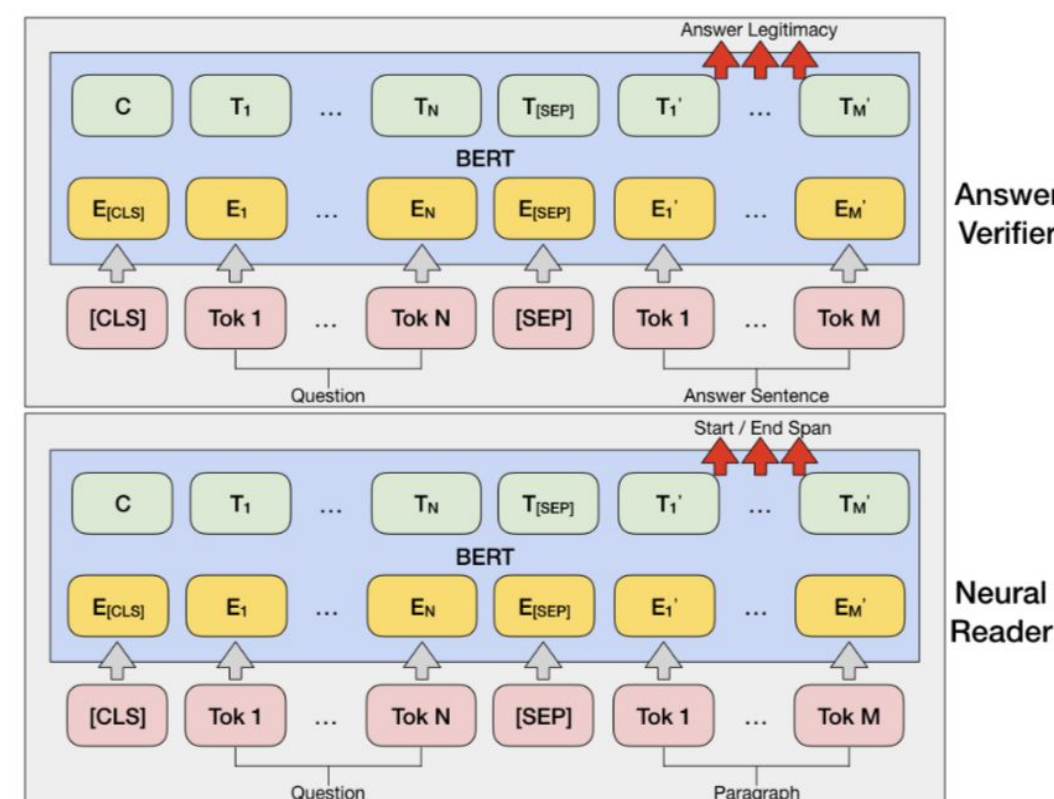 Answer Legitimacy
C T1 ... TN T[SEP] T1' ... TM'
BERT
E[CLS] E1 ... EN E[SEP] E1' ... EM'
Answer
Verifier
[CLS] Tok 1 ... Tok N [SEP] Tok 1 ... Tok M
Question Answer Sentence
Start / End Span
C T1 ... TN T[SEP] T1' ... TM'
BERT
E[CLS] E1 ... EN E[SEP] E1' ... EM'
Neural
Reader
[CLS] Tok 1 ... Tok N [SEP] Tok 1 ... Tok M
Question Paragraph